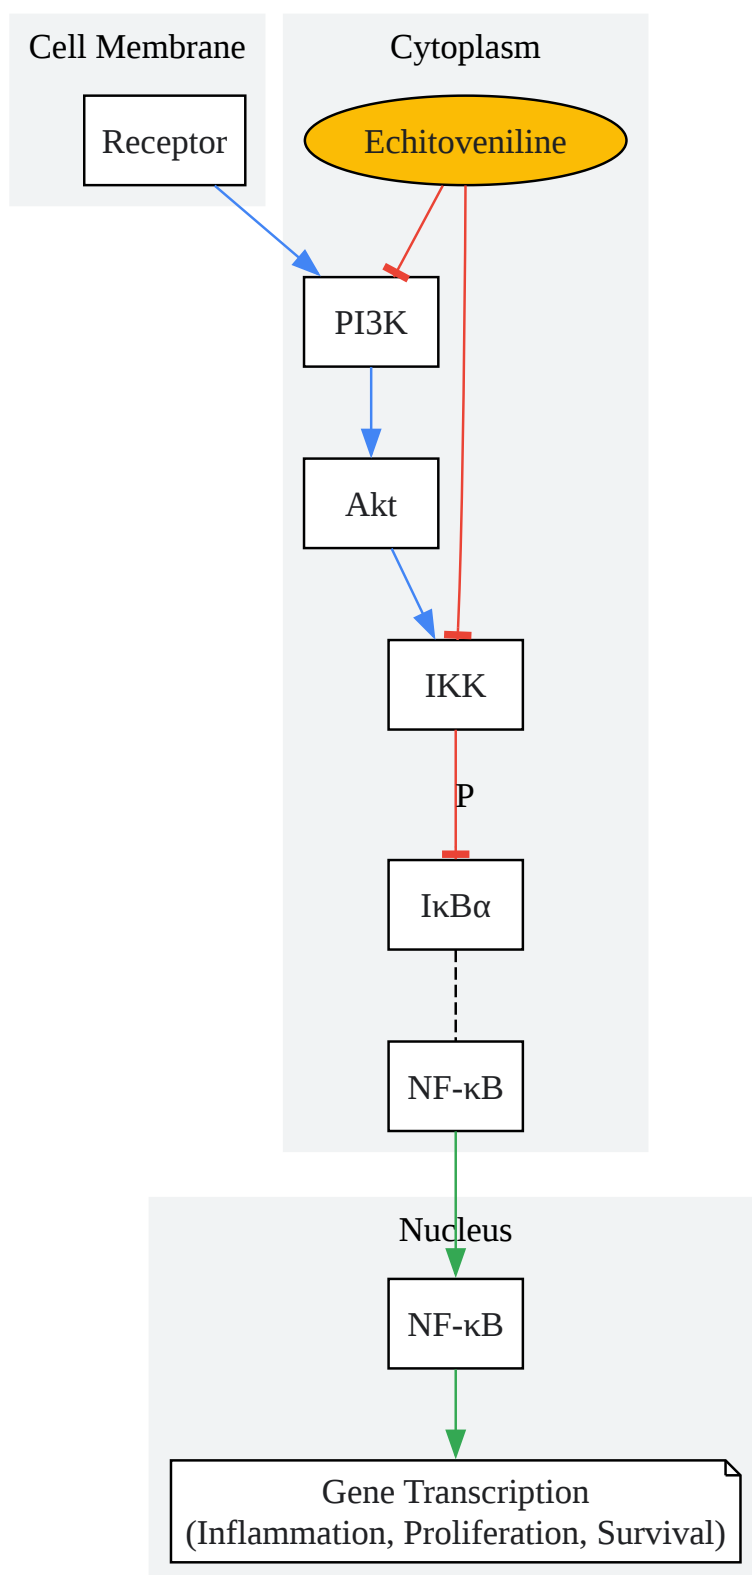 Cell Membrane
Cytoplasm
Receptor
Echitoveniline
PI3K
Akt
IKK
P
IκBα
NF-κB
Nucleus
NF-κB
Gene Transcription
(Inflammation, Proliferation, Survival)